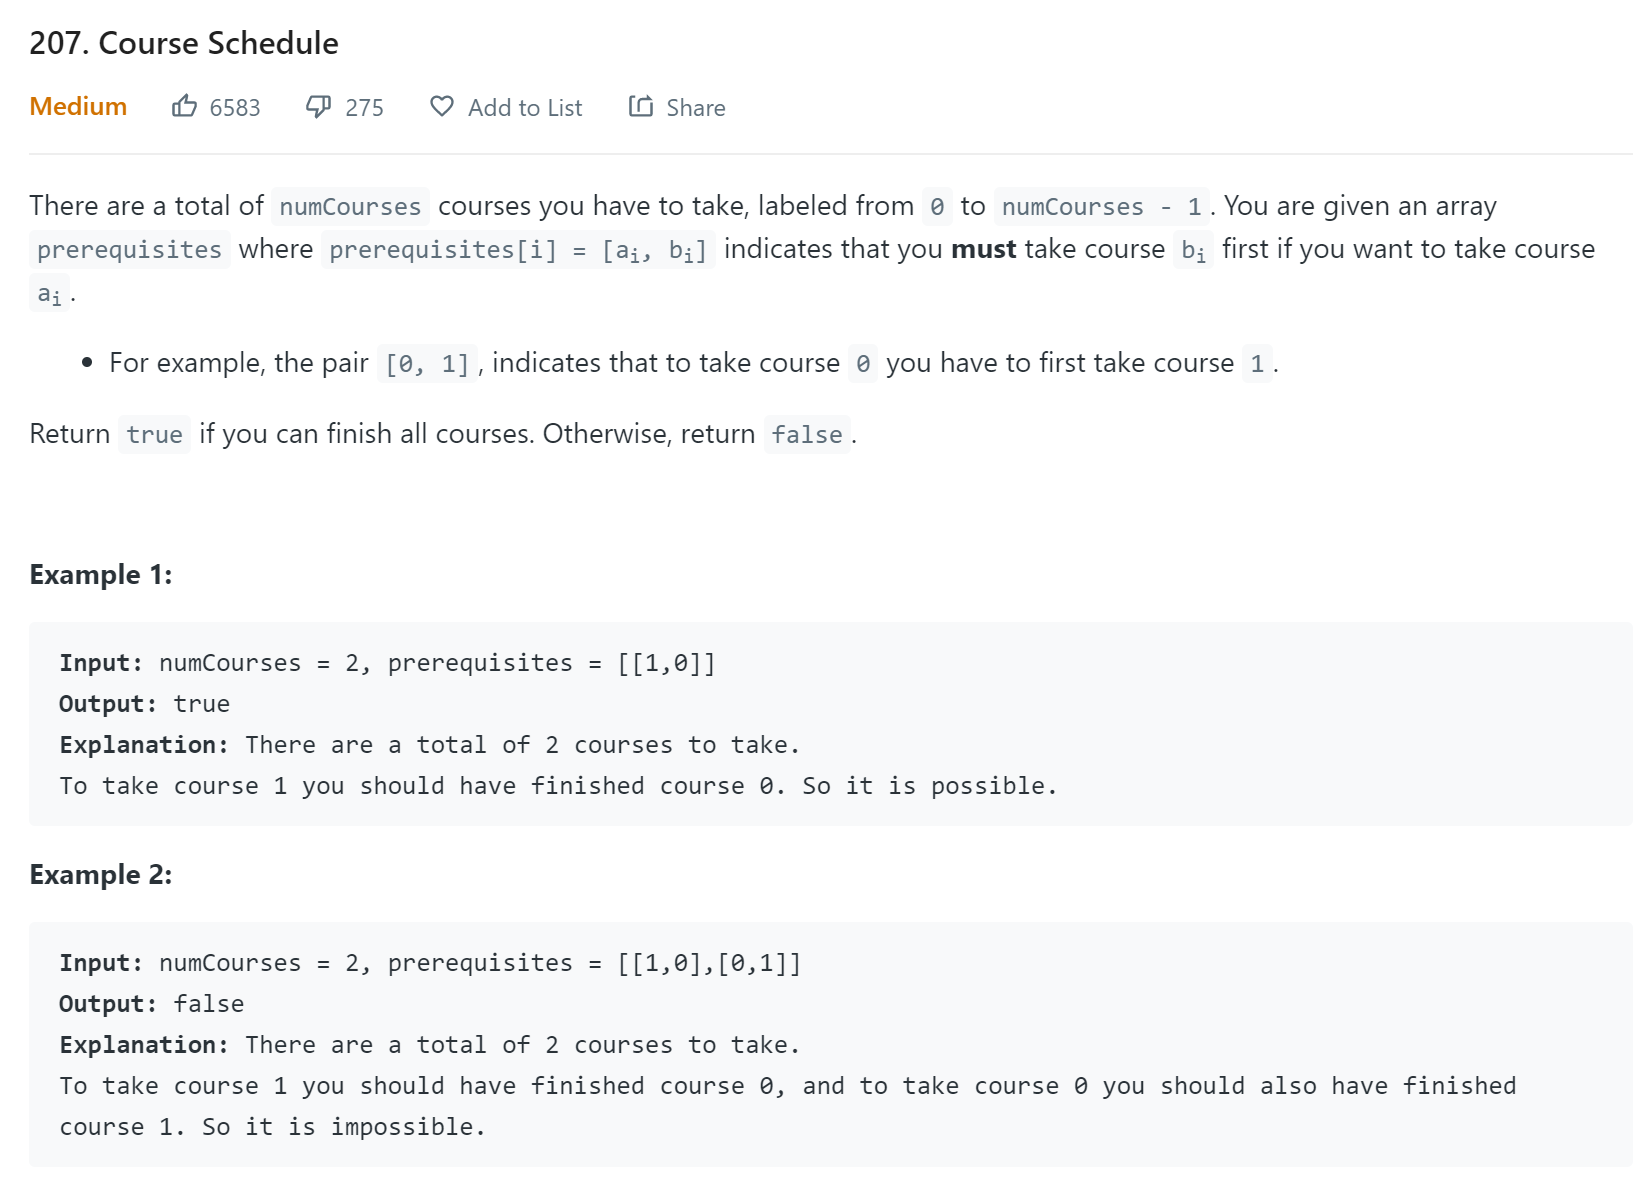 207. Course Schedule
Medium 6583 275 Add to List Share
There are a total of numCourses courses you have to take, labeled from 0 to numCourses - 1. You are given an array
prerequisites where prerequisites[i] = [ai, bi] indicates that you must take course bi first if you want to take course
ai.
• For example, the pair [0, 1], indicates that to take course 0 you have to first take course 1.
Return true if you can finish all courses. Otherwise, return false.
Example 1:
Input: numCourses = 2, prerequisites = [[1,0]]
Output: true
Explanation: There are a total of 2 courses to take.
To take course 1 you should have finished course 0. So it is possible.
Example 2:
Input: numCourses = 2, prerequisites = [[1,0],[0,1]]
Output: false
Explanation: There are a total of 2 courses to take.
To take course 1 you should have finished course 0, and to take course 0 you should also have finished
course 1. So it is impossible.